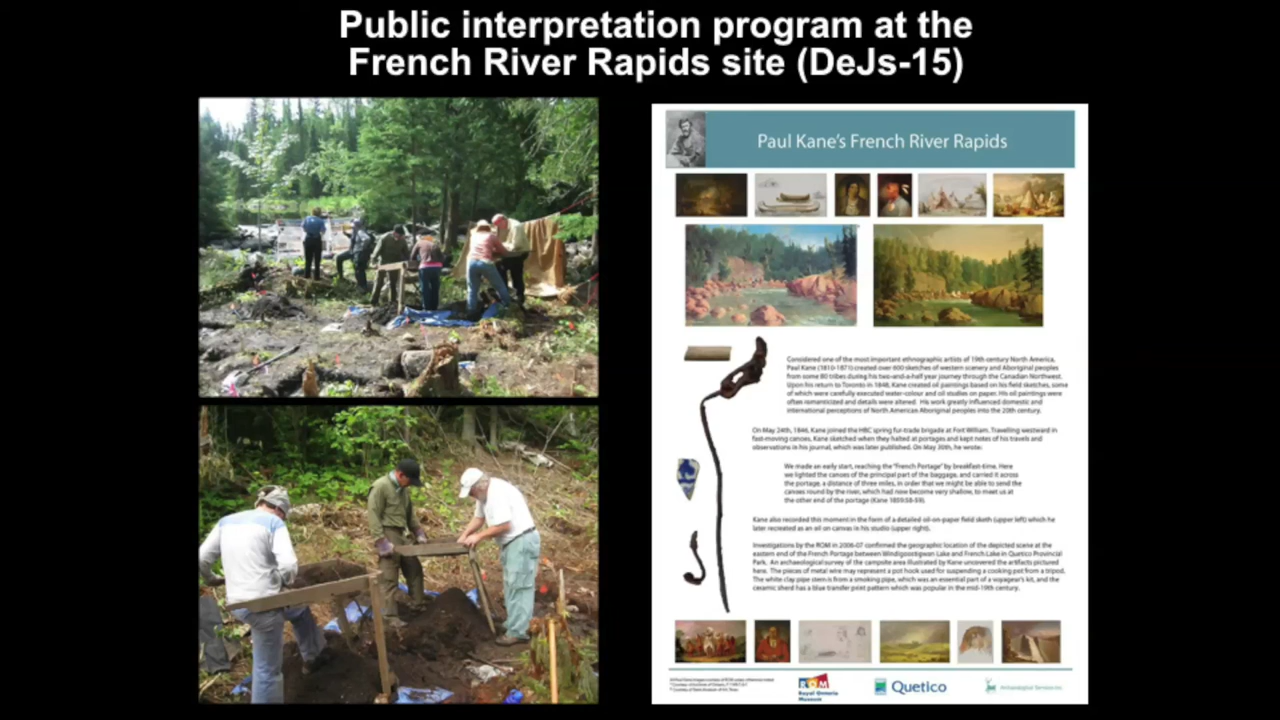 Public interpretation program at the
French River Rapids site (DeJs-15)
Paul Kane's French River Rapids
Considered one of the most important ethnographic artists of 19th century North America,
Paul Kane (1810-1871) created over 600 sketches of western scenery and Aboriginal peoples
from some 80 tribes during his two-and-a-half year journey through the Canadian Northwest.
Upon his return to Toronto in 1848, Kane created oil paintings based on his field sketches, some
of which were carefully executed water-colour and oil studies on paper. His oil paintings were
often romanticized and details were altered. His work greatly influenced domestic and
international perceptions of North Americas Aboriginal peoples into the 20th century.
On May 24th, 1846, Kane joined the HBC spring fur-trade brigade at Fort William. Travelling westward in
fast-moving canoes, Kane sketched when they halted at portages and kept notes of his travels and
observations in his journal, which was later published. On May 30th, he wrote:
We made an early start, reaching the "French Portage" by breakfast-time. Here
we lighted the canoes of the principal part of the baggage, and carried it across
the portage, a distance of three miles, in order that we might be able to send the
canoes round by the river, which had now become very shallow, to meet us at
the other end of the portage (Kane 1859:58-59).
Kane also recorded this moment in the form of a detailed oil-on-paper field sketh (upper left) which he
later recreated as an oil on canvas in his studio (upper right).
Investigations by the ROM in 2006-07 confirmed the geographic location of the depicted scene at the
eastern end of the French Portage between Windigoostigwan Lake and French Lake in Quetico Provincial
Park. An archaeological survey of the campsite area illustrated by Kane uncovered the artifacts pictured
here. The pieces of metal wire may represent a pot hook used for suspending a cooking pot from a tripod.
The white clay pipe stem is from a smoking pipe, which was an essential part of a voyageur's kit, and the
ceramic sherd has a blue transfer print pattern which was popular in the mid-19th century.
ROM
Royal Ontario
Museum
Quetico
Archaeological Services Inc.